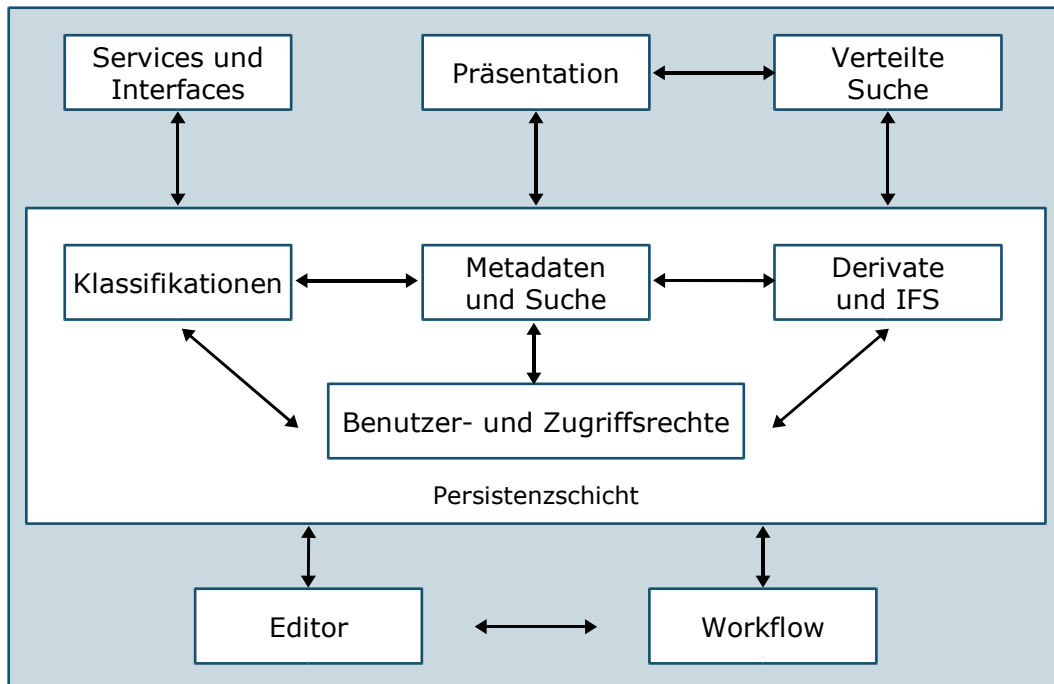 Services und
Interfaces
Präsentation
Verteilte
Suche
Klassifikationen
Metadaten
und Suche
Derivate
und IFS
Benutzer- und Zugriffsrechte
Persistenzschicht
Editor
Workflow